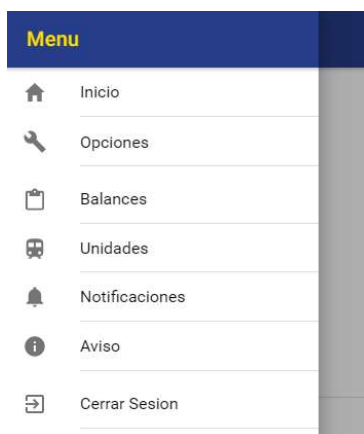 Menu
Inicio
Opciones
Balances
Unidades
Notificaciones
Aviso
Cerrar Sesion